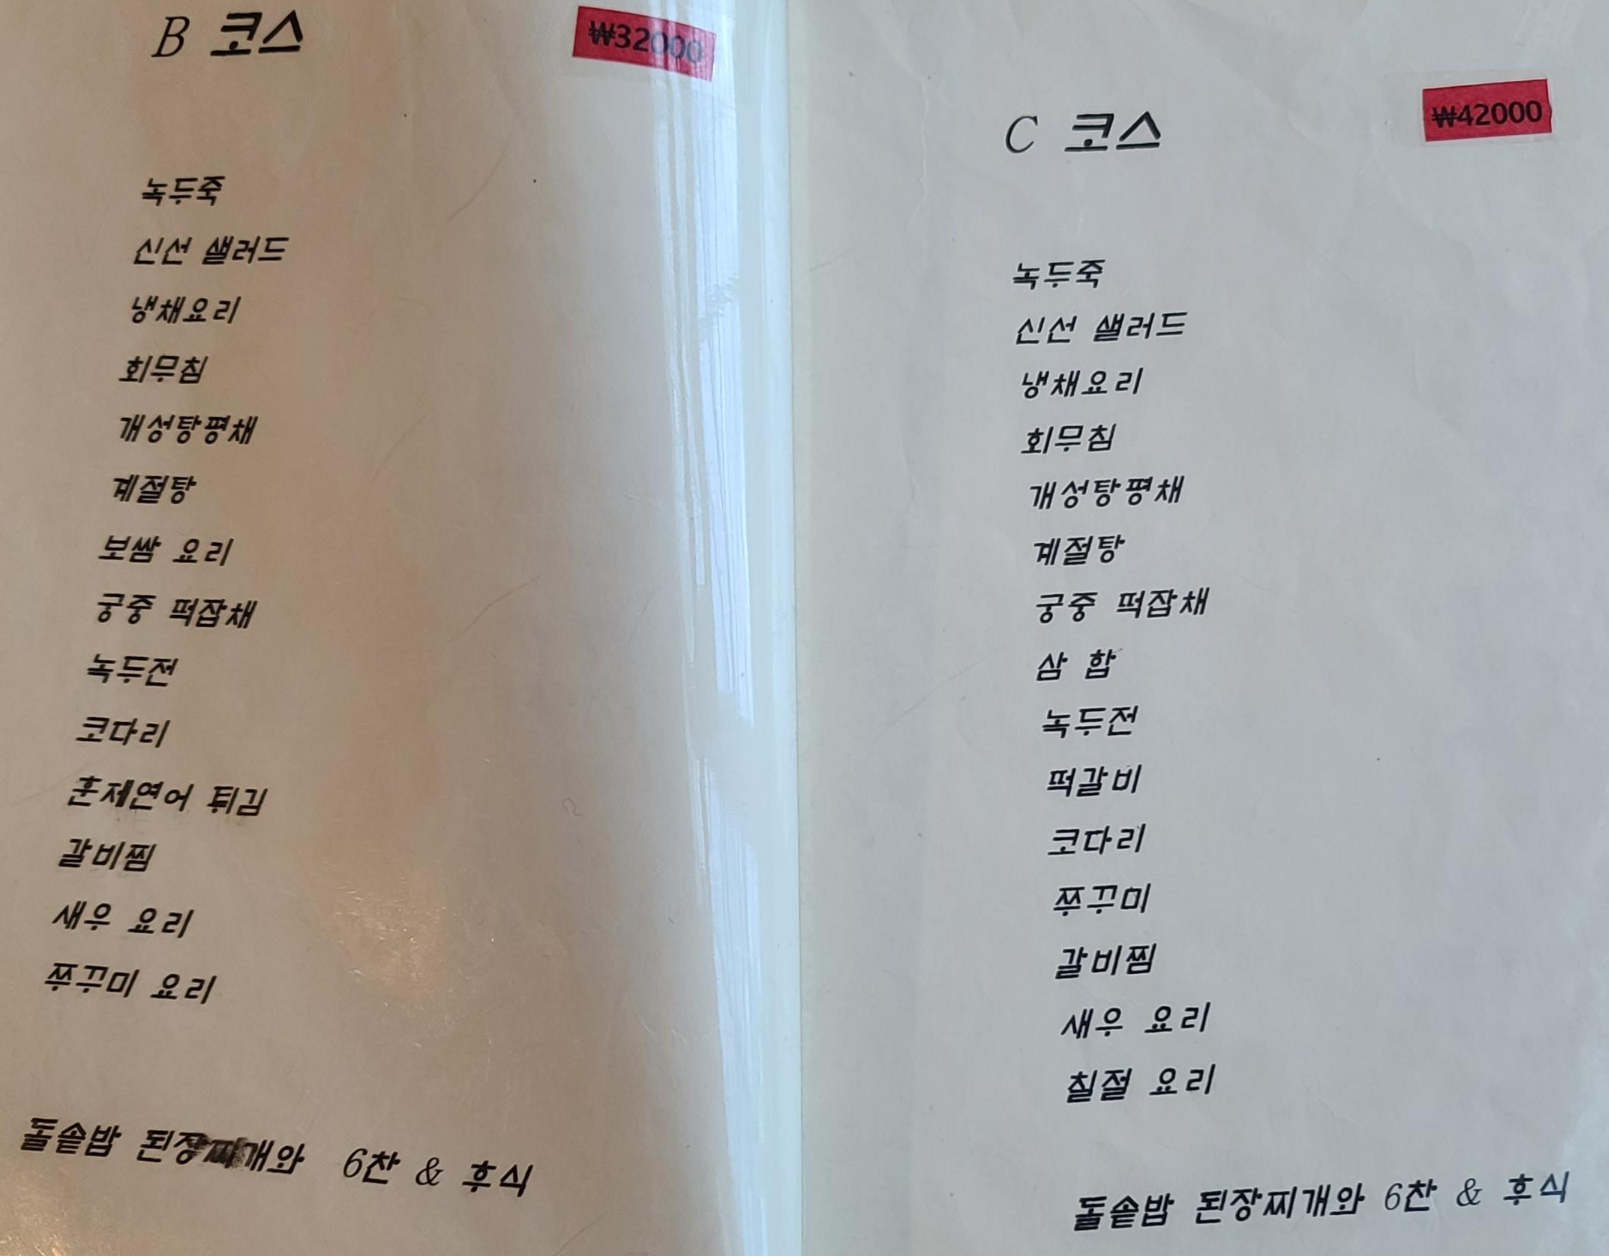 B 코스
₩32000
녹두죽
신선 샐러드
냉채요리
회무침
개성탕평채
계절탕
보쌈 요리
궁중 떡잡채
녹두전
코다리
훈제연어 튀김
갈비찜
새우 요리
쭈꾸미 요리
돌솥밥 된장찌개와 6찬 & 후식
C 코스
₩42000
녹두죽
신선 샐러드
냉채요리
회무침
개성탕평채
계절탕
궁중 떡잡채
삼 합
녹두전
떡갈비
코다리
쭈꾸미
갈비찜
새우 요리
칠절 요리
돌솥밥 된장찌개와 6찬 & 후식